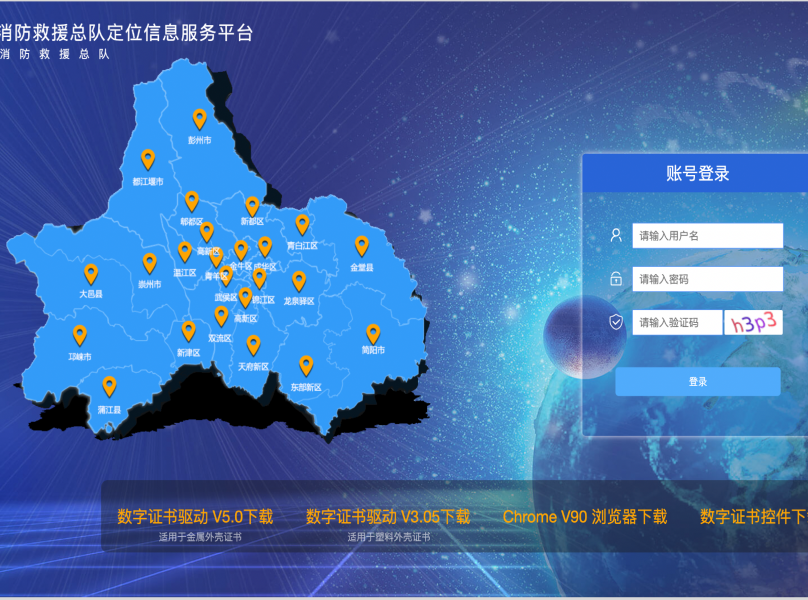 消防救援总队定位信息服务平台
消防救援总队
彭州市
都江堰市
郫都区
新都区
高新区
青白江区
金牛区
成华区
金堂县
温江区
青羊区
崇州市
大邑县
武侯区
锦江区
龙泉驿区
高新区
双流区
新津区
邛崃市
天府新区
简阳市
东部新区
蒲江县
账号登录
请输入用户名
请输入密码
请输入验证码
h3p3
登录
数字证书驱动 V5.0下载
适用于金属外壳证书
数字证书驱动 V3.05下载
适用于塑料外壳证书
Chrome V90 浏览器下载
数字证书控件下